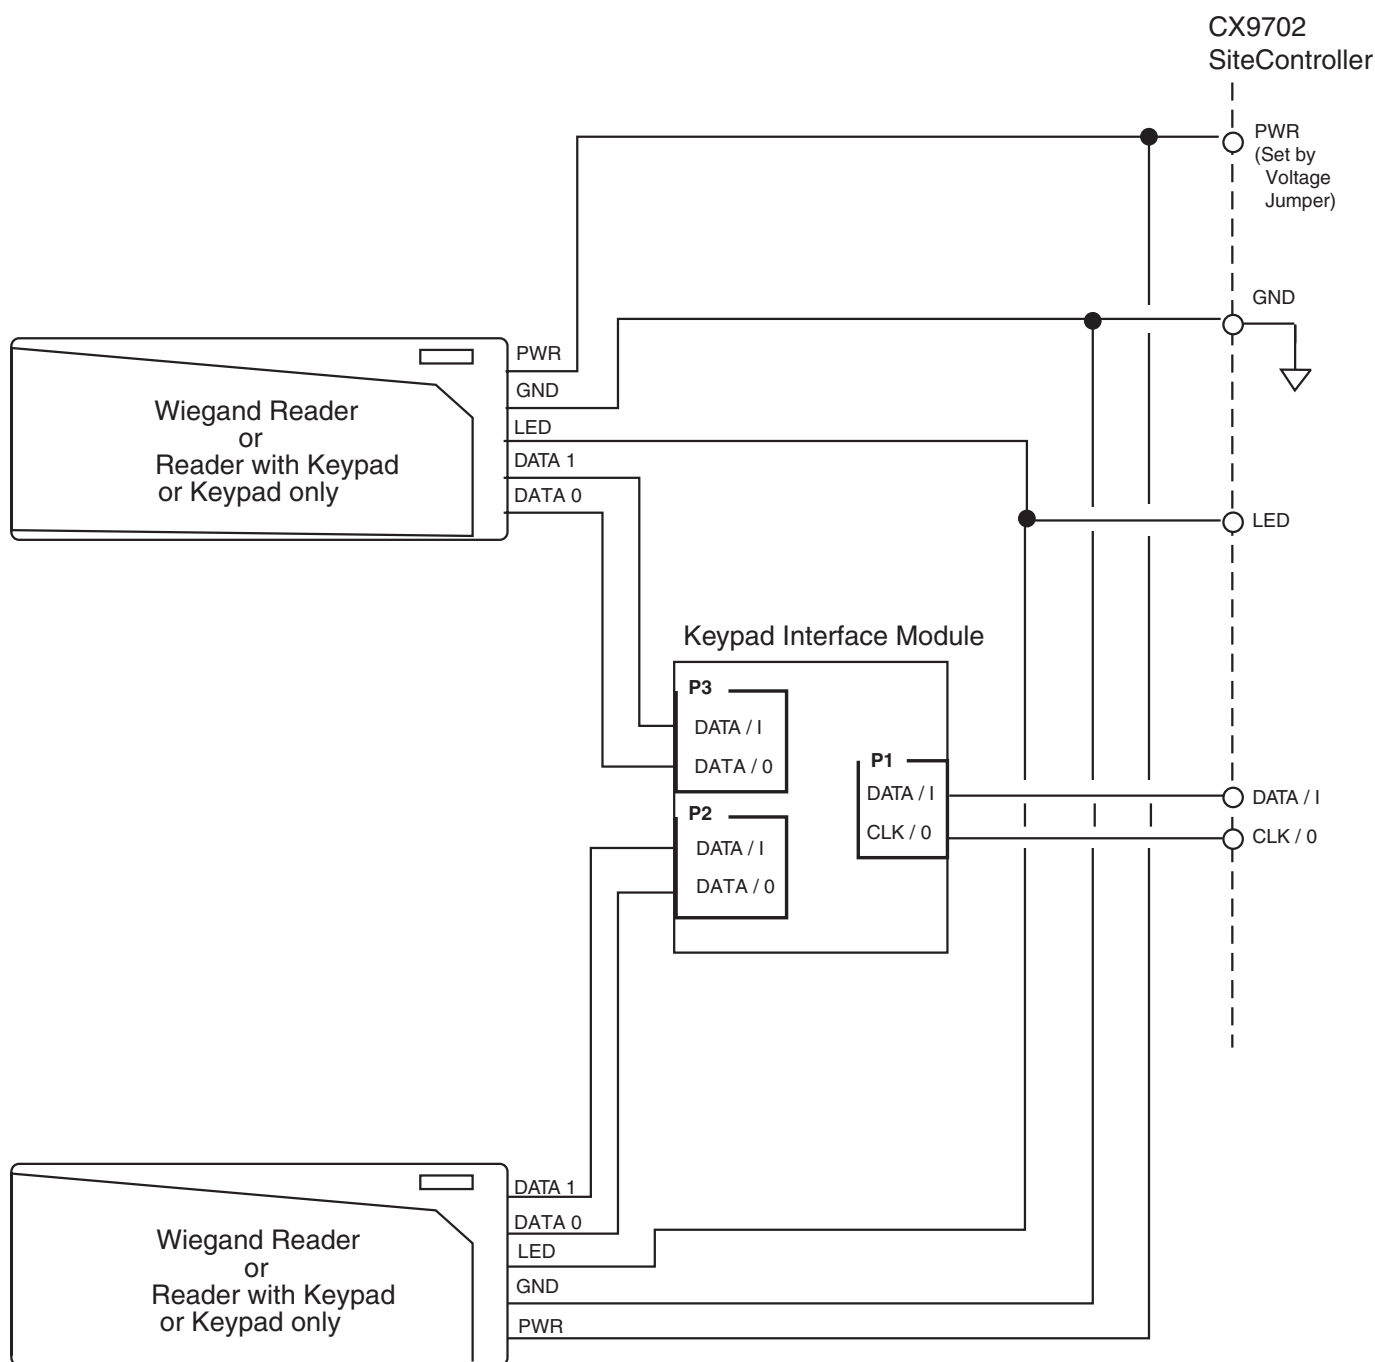 CX9702
SiteController
PWR
(Set by
Voltage
Jumper)
GND
PWR
GND
LED
DATA 1
DATA 0
Wiegand Reader
or
Reader with Keypad
or Keypad only
LED
Keypad Interface Module
P3
DATA / I
DATA / 0
P1
DATA / I
CLK / 0
P2
DATA / I
DATA / 0
DATA / I
CLK / 0
DATA 1
DATA 0
LED
GND
PWR
Wiegand Reader
or
Reader with Keypad
or Keypad only